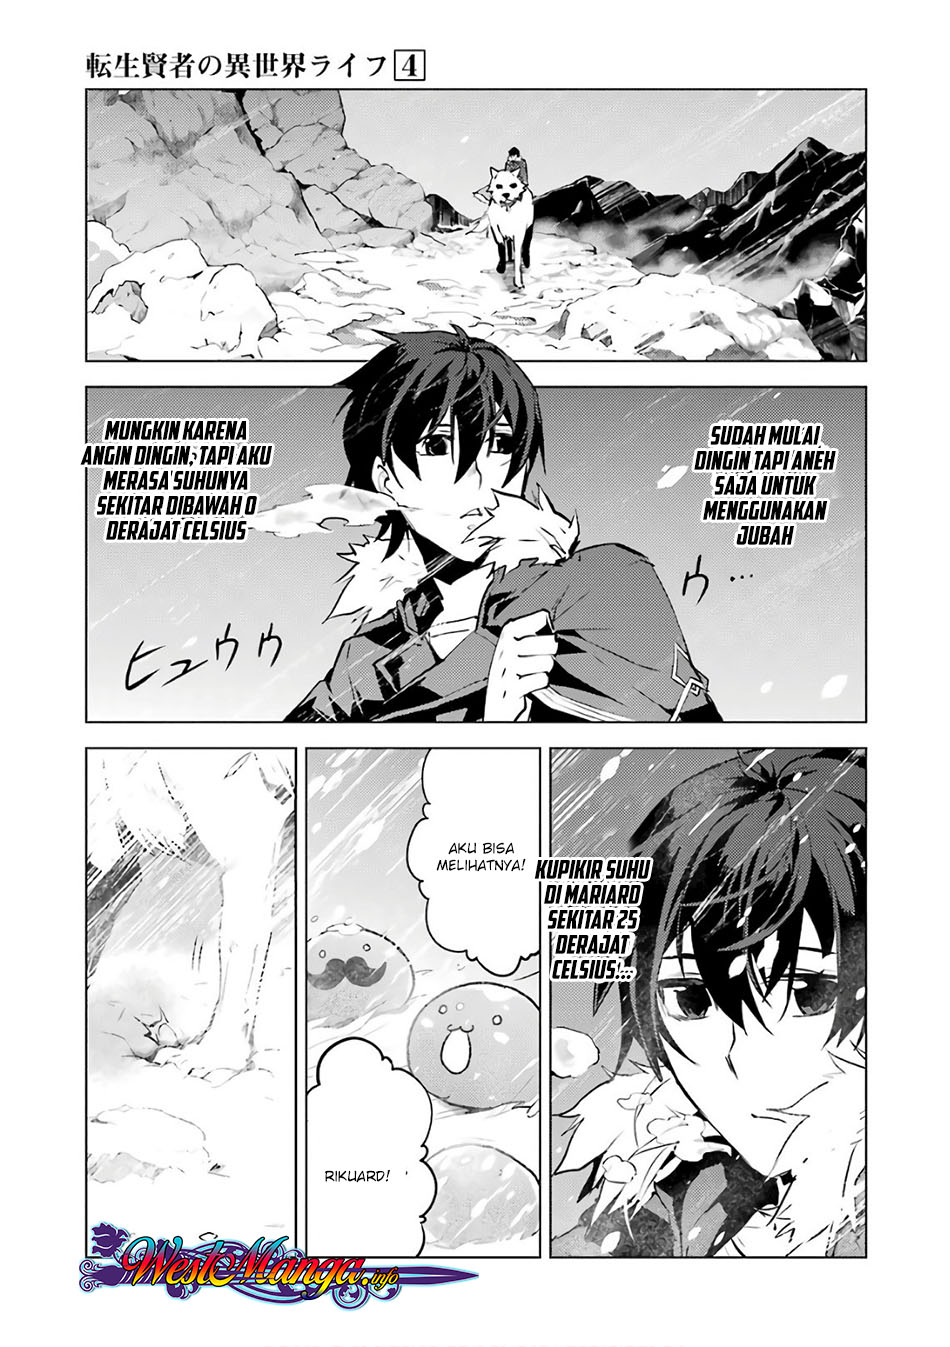 転生賢者の異世界ライフ4
SUDAH MULAI
DINGIN TAPI ANEH
SAJA UNTUK
MENGGUNAKAN
JUBAH
MUNGKIN KARENA
ANGIN DINGIN, TAPI AKU
MERASA SUHUNYA
SEKITAR DIBAWAH 0
DERAJAT CELSIUS
ウ…
ヒュウウ
KUPIKIR SUHU
DI MARIARD
SEKITAR 25
DERAJAT
CELSIUS...
AKU BISA
MELIHATNYA!
RIKUARD!
WestManga.info